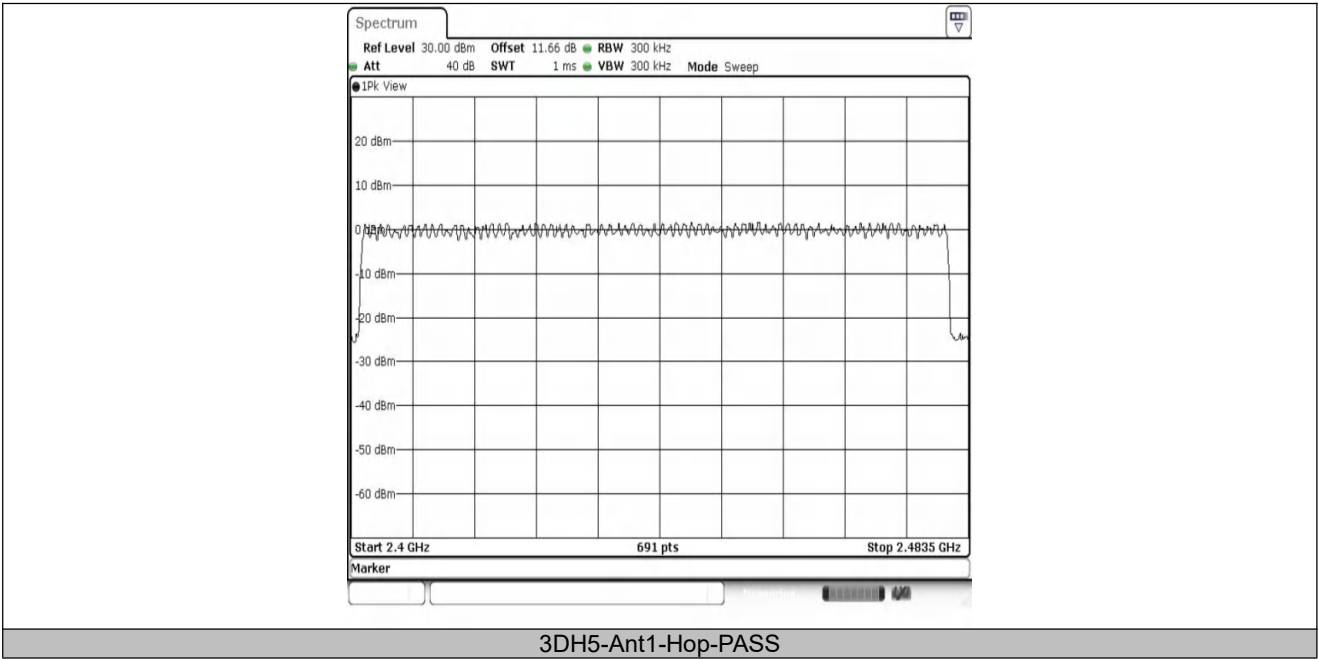 Spectrum
Ref Level 30.00 dBm Offset 11.66 dB RBW 300 kHz
Att 40 dB SWT 1 ms VBW 300 kHz Mode Sweep
1Pk View
20 dBm
10 dBm
0 dBm
-10 dBm
-20 dBm
-30 dBm
-40 dBm
-50 dBm
-60 dBm
Start 2.4 GHz 691 pts Stop 2.4835 GHz
Marker
3DH5-Ant1-Hop-PASS